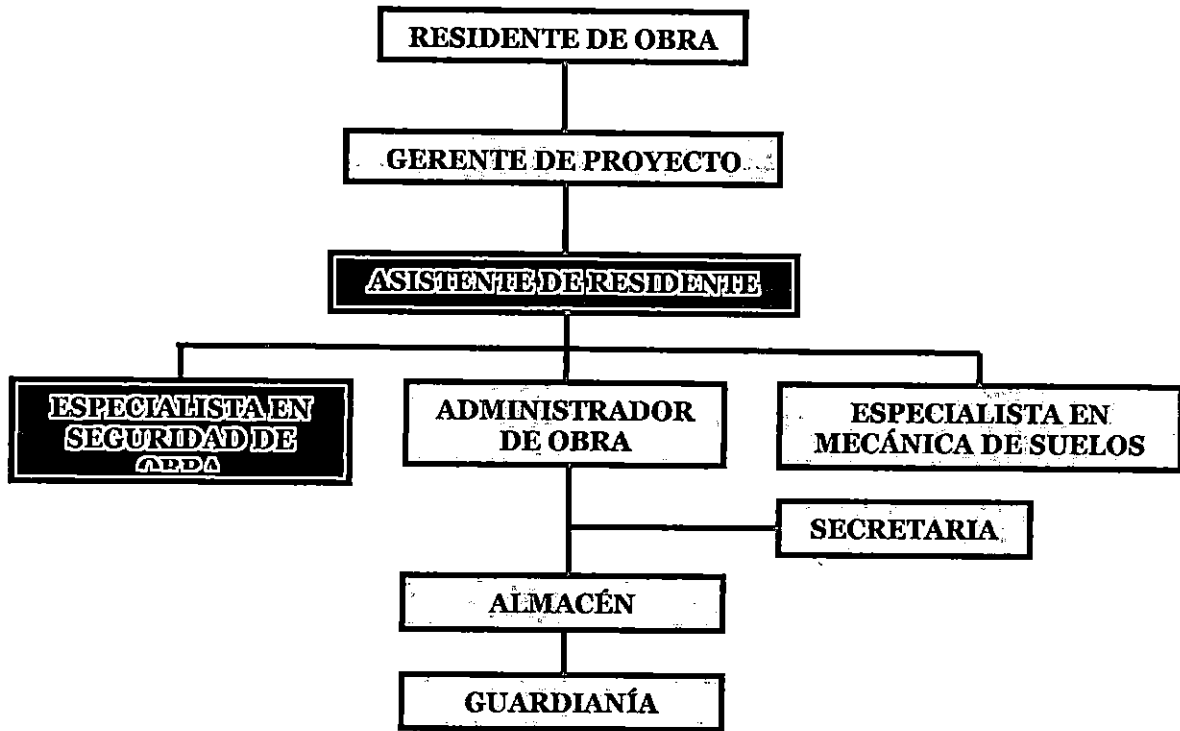 RESIDENTE DE OBRA
GERENTE DE PROYECTO
ASISTENTE DE RESIDENTE
ESPECIALISTA EN
SEGURIDAD DE
OBRA
ADMINISTRADOR
DE OBRA
ESPECIALISTA EN
MECÁNICA DE SUELOS
SECRETARIA
ALMACÉN
GUARDIANÍA